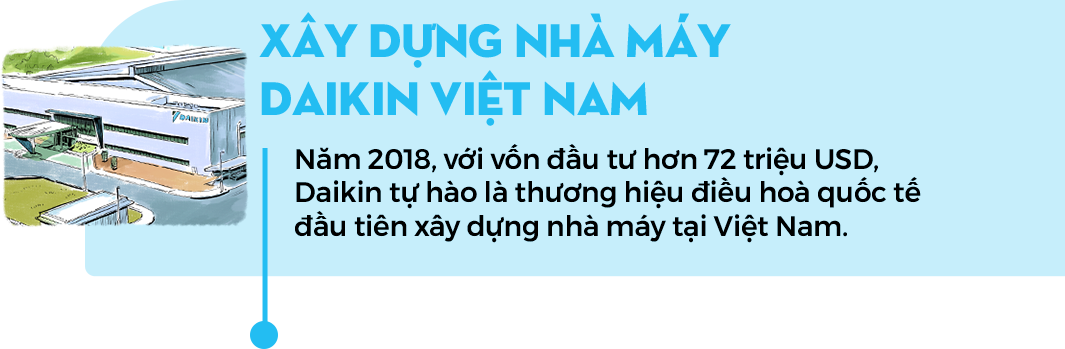 XÂY DỰNG NHÀ MÁY
DAIKIN VIỆT NAM
DAIKIN
Năm 2018, với vốn đầu tư hơn 72 triệu USD,
Daikin tự hào là thương hiệu điều hoà quốc tế
đầu tiên xây dựng nhà máy tại Việt Nam.